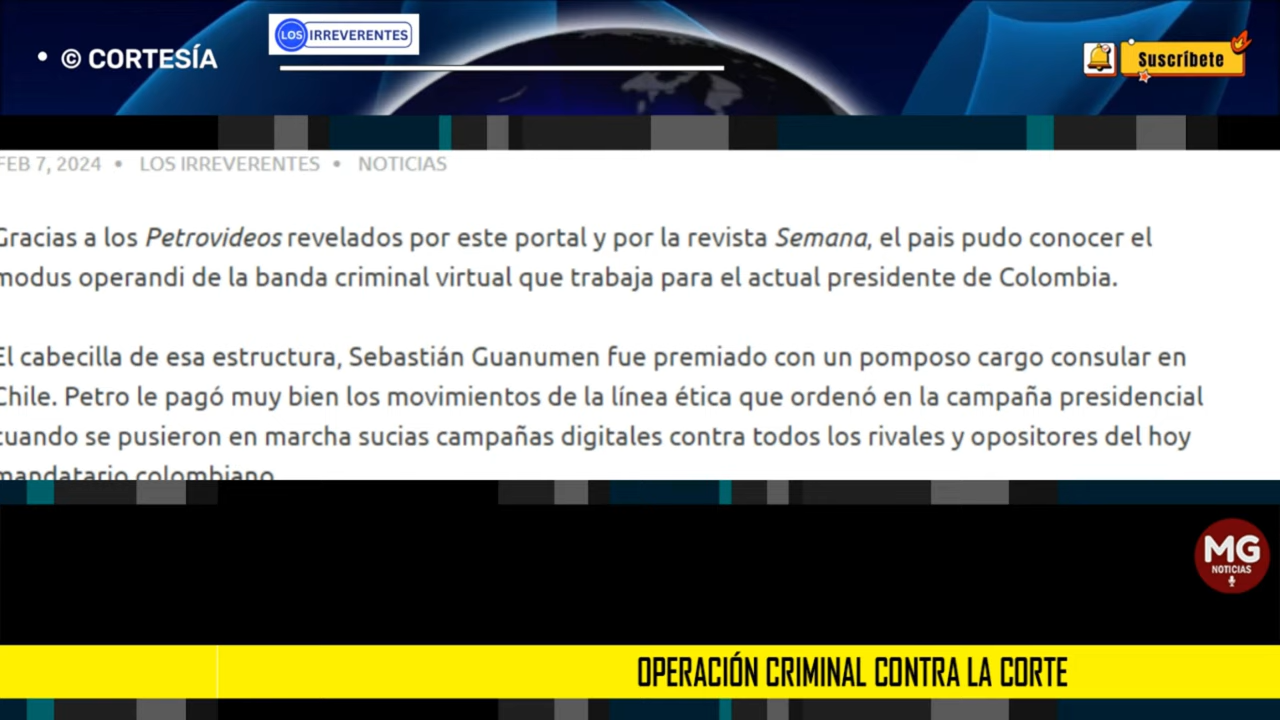 • © CORTESÍA
LOS IRREVERENTES
Suscríbete
FEB 7, 2024 • LOS IRREVERENTES • NOTICIAS
Gracias a los Petrovideos revelados por este portal y por la revista Semana, el pais pudo conocer el
modus operandi de la banda criminal virtual que trabaja para el actual presidente de Colombia.
El cabecilla de esa estructura, Sebastián Guanumen fue premiado con un pomposo cargo consular en
Chile. Petro le pagó muy bien los movimientos de la línea ética que ordenó en la campaña presidencial
cuando se pusieron en marcha sucias campañas digitales contra todos los rivales y opositores del hoy
mandatario colombiano
MG
NOTICIAS
OPERACIÓN CRIMINAL CONTRA LA CORTE